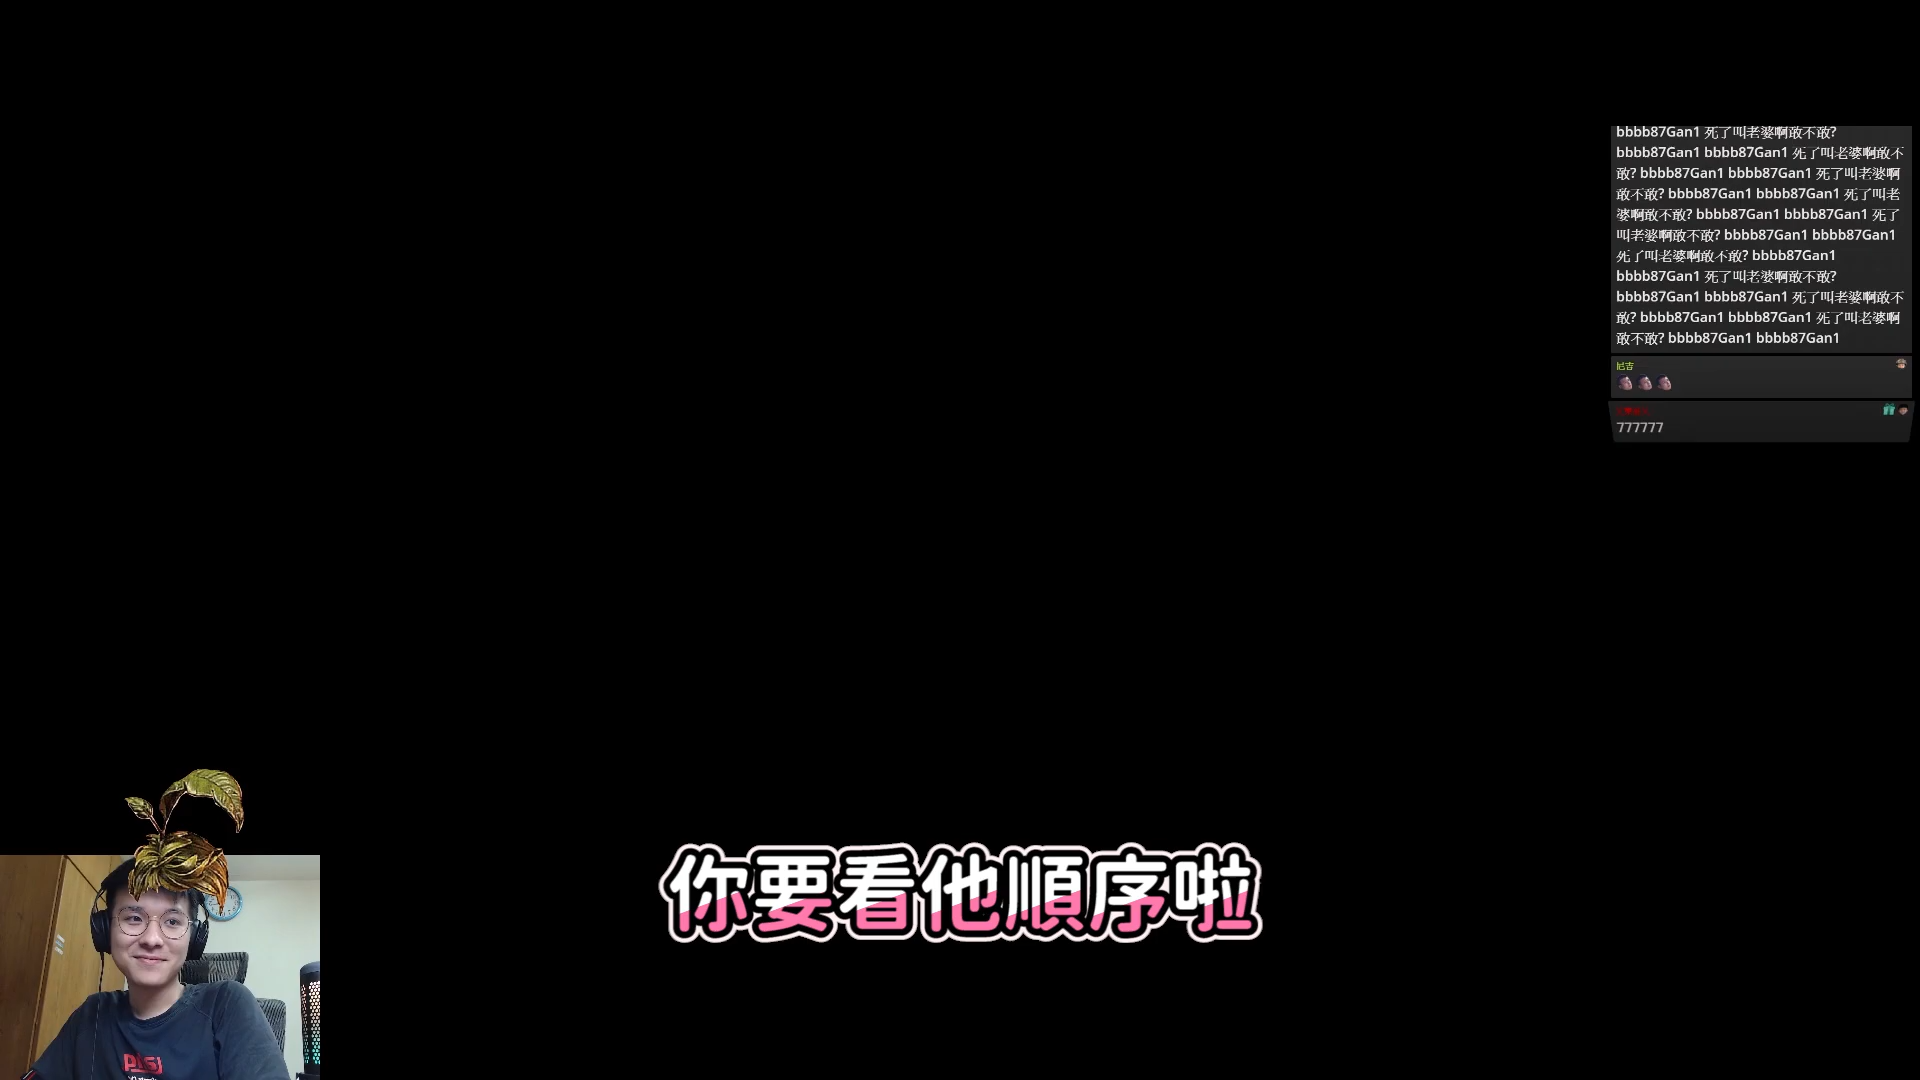 bbbb87Gan1 死了叫老婆啊敢不敢?
bbbb87Gan1 bbbb87Gan1 死了叫老婆啊敢不
敢? bbbb87Gan1 bbbb87Gan1 死了叫老婆啊
敢不敢? bbbb87Gan1 bbbb87Gan1 死了叫老
婆啊敢不敢? bbbb87Gan1 bbbb87Gan1 死了
叫老婆啊敢不敢? bbbb87Gan1 bbbb87Gan1
死了叫老婆啊敢不敢? bbbb87Gan1
bbbb87Gan1 死了叫老婆啊敢不敢?
bbbb87Gan1 bbbb87Gan1 死了叫老婆啊敢不
敢? bbbb87Gan1 bbbb87Gan1 死了叫老婆啊
敢不敢? bbbb87Gan1 bbbb87Gan1
尼吉
777777
你要看他順序啦